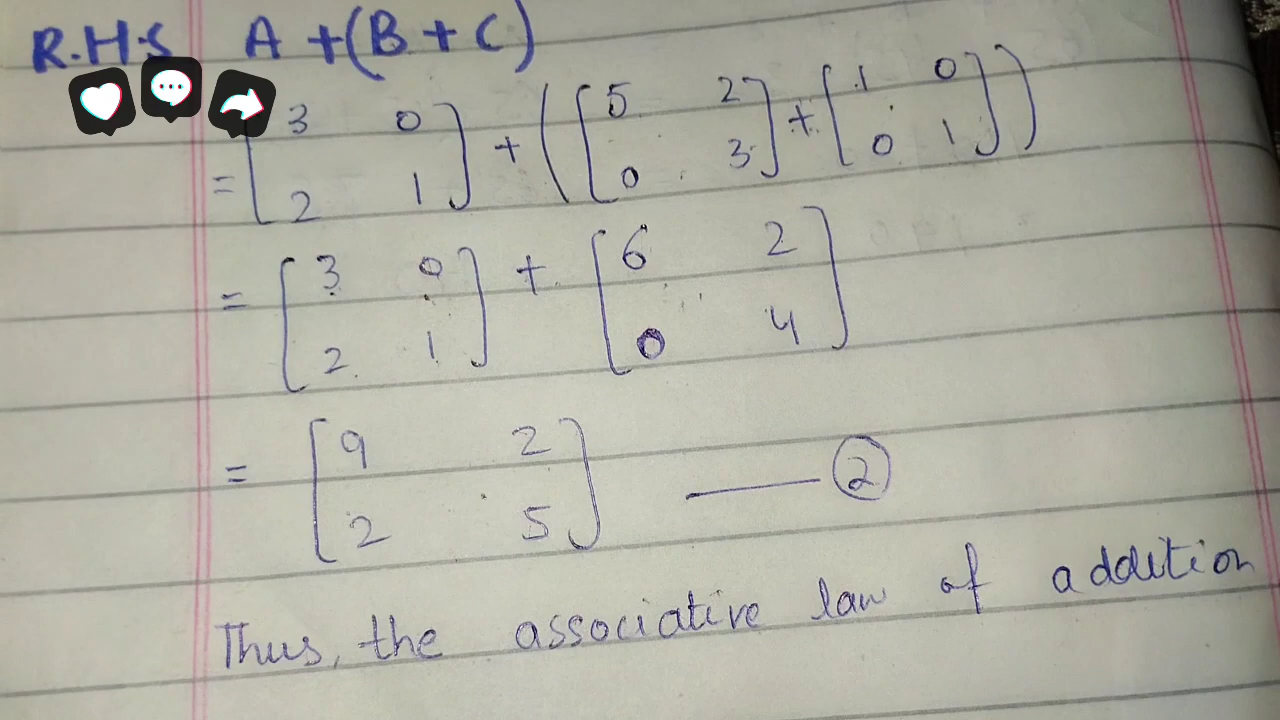 R.H.S A + (B + C)
= [3 0 2 1] + ([5 2 0 3] + [1 0 0 1])
= [3 0 2 1] + [6 2 0 4]
= [9 2 2 5] —— 2
Thus, the associative law of addition